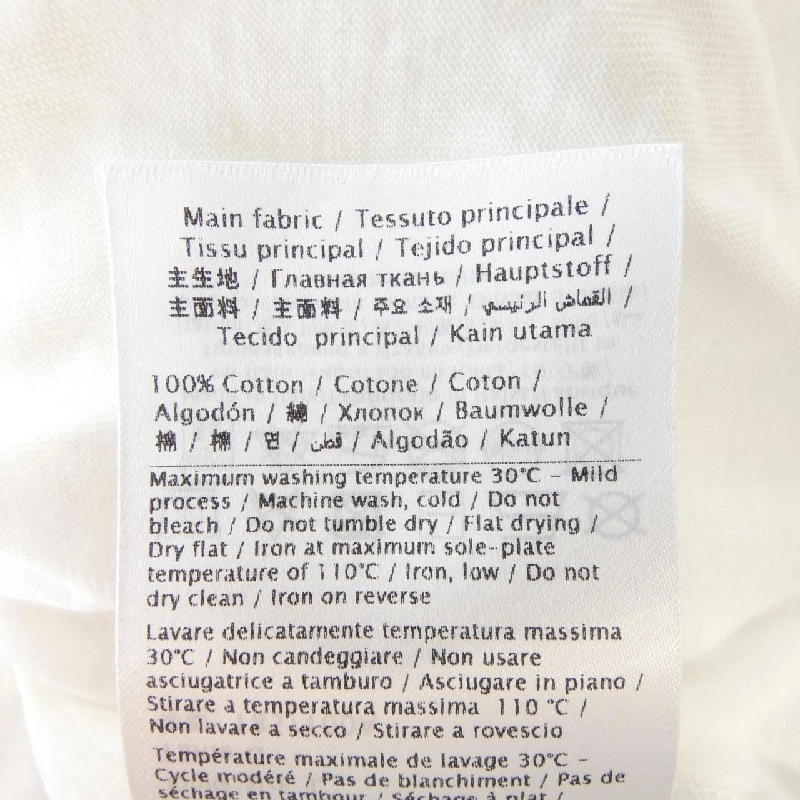 Main fabric / Tessuto principale /
Tissu principal / Tejido principal /
主生地 / Главная ткань / Hauptstoff /
主面料 / 主面料 / 주요 소재 / القماش الرئيسي /
Tecido principal / Kain utama
100% Cotton / Cotone / Coton /
Algodón / 綿 / Хлопок / Baumwolle /
棉 / 棉 / 면 / قطن / Algodão / Katun
Maximum washing temperature 30°C – Mild
process / Machine wash, cold / Do not
bleach / Do not tumble dry / Flat drying /
Dry flat / Iron at maximum sole-plate
temperature of 110°C / Iron, low / Do not
dry clean / Iron on reverse
Lavare delicatamente temperatura massima
30°C / Non candeggiare / Non usare
asciugatrice a tamburo / Asciugare in piano /
Stirare a temperatura massima 110 °C /
Non lavare a secco / Stirare a rovescio
Température maximale de lavage 30°C –
Cycle modéré / Pas de blanchiment / Pas de
séchage en tambour / Séchage à plat /